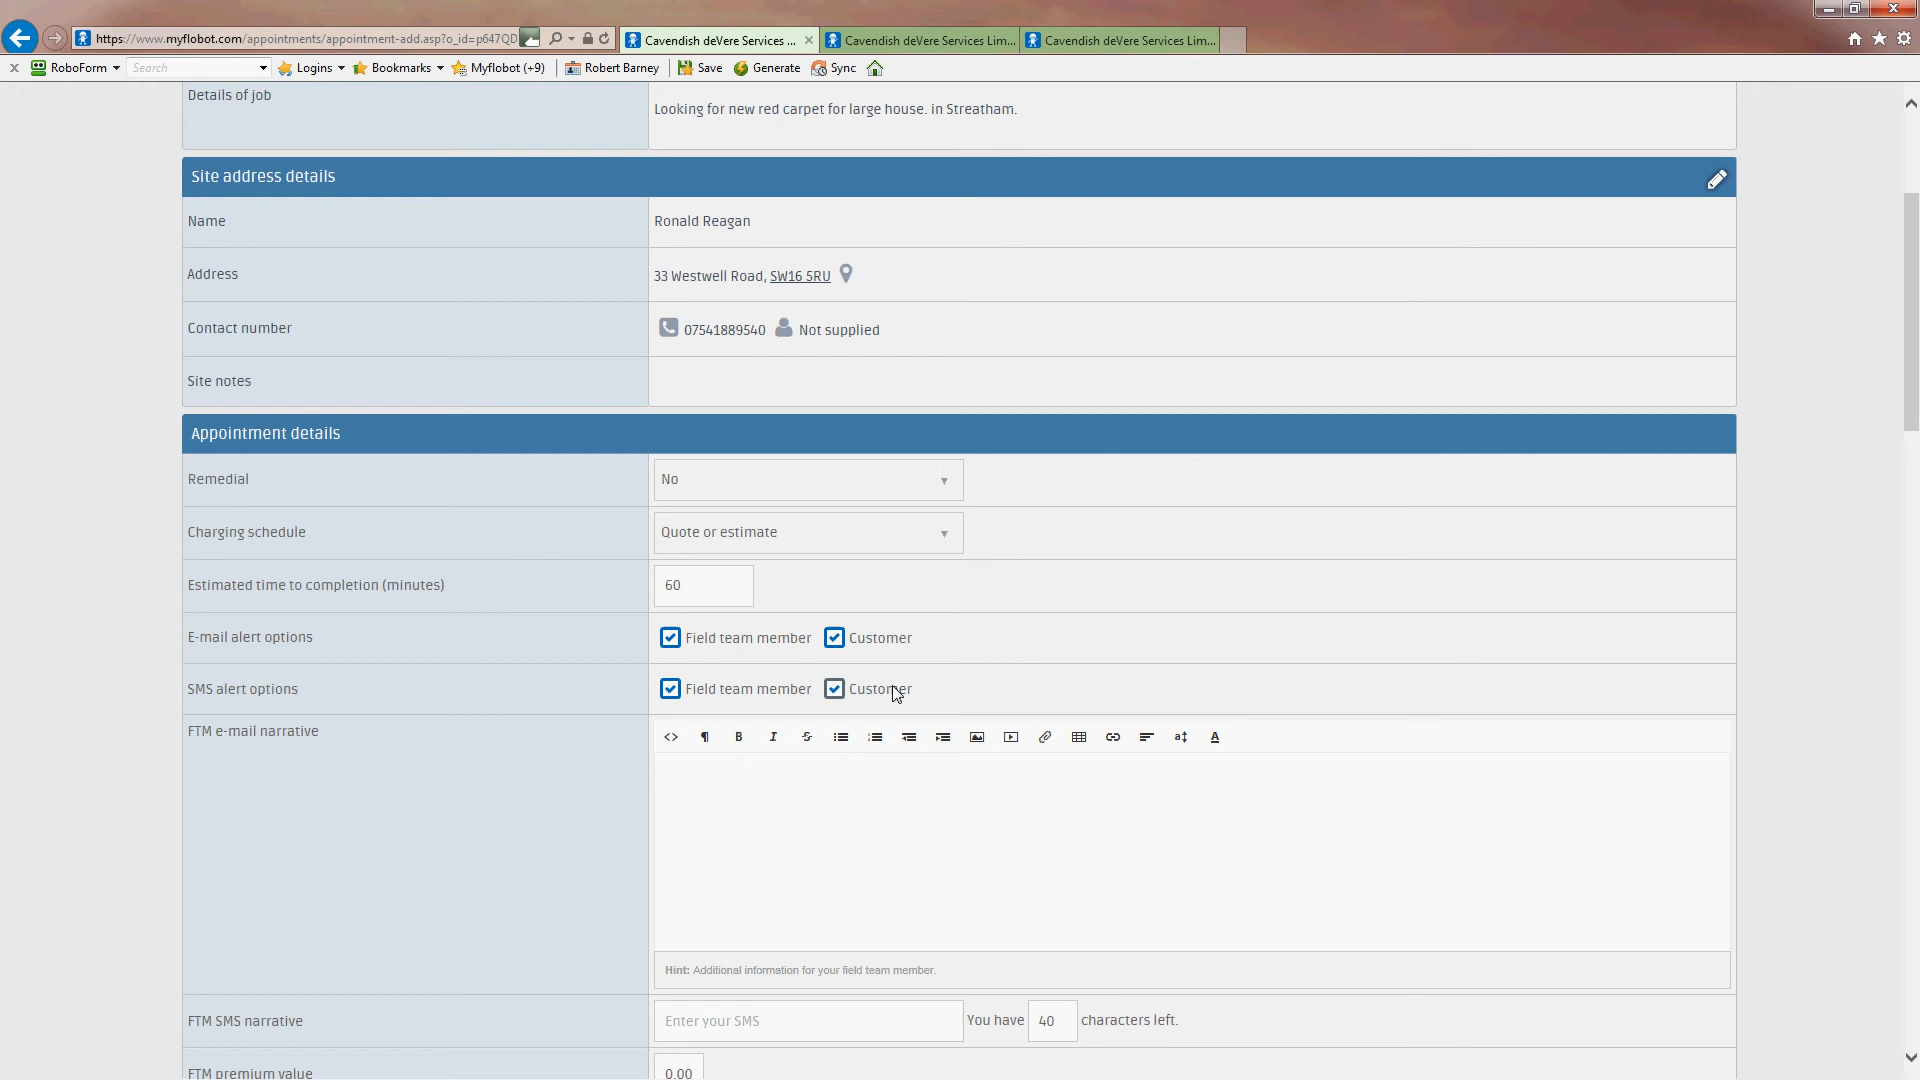 https://www.myflobot.com/appointments/appointment-add.asp?o_id=p647QD
Cavendish deVere Services ...
Cavendish deVere Services Lim...
Cavendish deVere Services Lim...
RoboForm Search Logins Bookmarks Myflobot (+9) Robert Barney Save Generate Sync
Details of job
Looking for new red carpet for large house. in Streatham.
Site address details
Name Ronald Reagan
Address 33 Westwell Road, SW16 5RU
Contact number 07541889540 Not supplied
Site notes
Appointment details
Remedial No
Charging schedule Quote or estimate
Estimated time to completion (minutes) 60
E-mail alert options Field team member Customer
SMS alert options Field team member Customer
FTM e-mail narrative
Hint: Additional information for your field team member.
FTM SMS narrative Enter your SMS You have 40 characters left.
FTM premium value 0.00